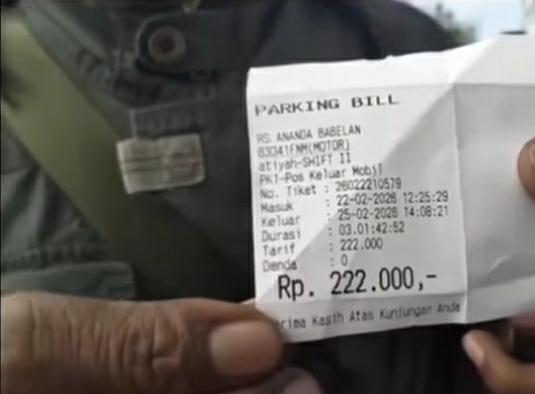 PARKING BILL
RS ANANDA BABELAN
B3041FNM(MOTOR)
atiyah-SHIFT II
PK1-Pos Keluar Mobil
No. Tiket : 26022210579
Masuk : 22-02-2026 12:25:29
Keluar : 25-02-2026 14:08:21
Durasi : 03.01:42:52
Tarif : 222.000
Denda : 0
Rp. 222.000,-
rima Kasih Atas Kunjungan Anda